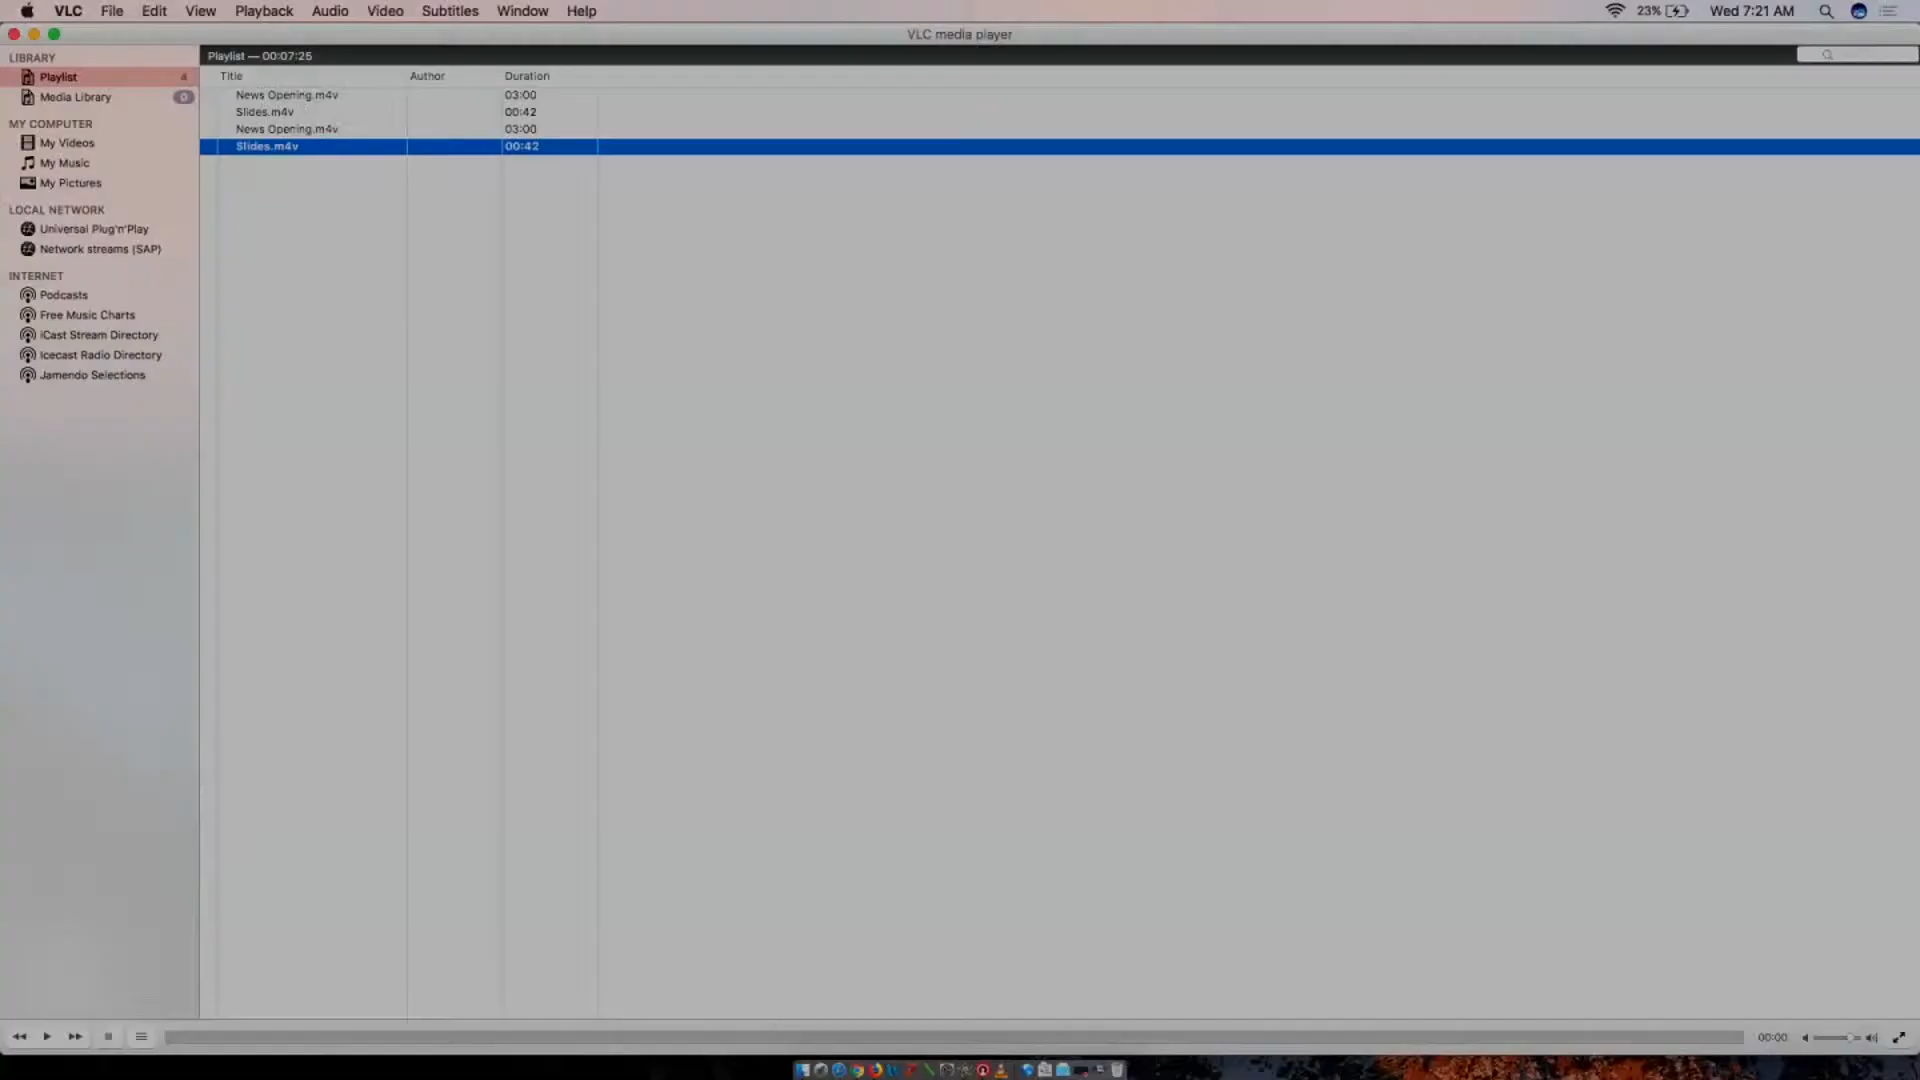 VLC File Edit View Playback Audio Video Subtitles Window Help 23% Wed 7:21 AM
VLC media player
LIBRARY
Playlist 4
Media Library 0
MY COMPUTER
My Videos
My Music
My Pictures
LOCAL NETWORK
Universal Plug'n'Play
Network streams (SAP)
INTERNET
Podcasts
Free Music Charts
iCast Stream Directory
Icecast Radio Directory
Jamendo Selections
Playlist — 00:07:25
Title Author Duration
News Opening.m4v 03:00
Slides.m4v 00:42
News Opening.m4v 03:00
Slides.m4v 00:42
00:00